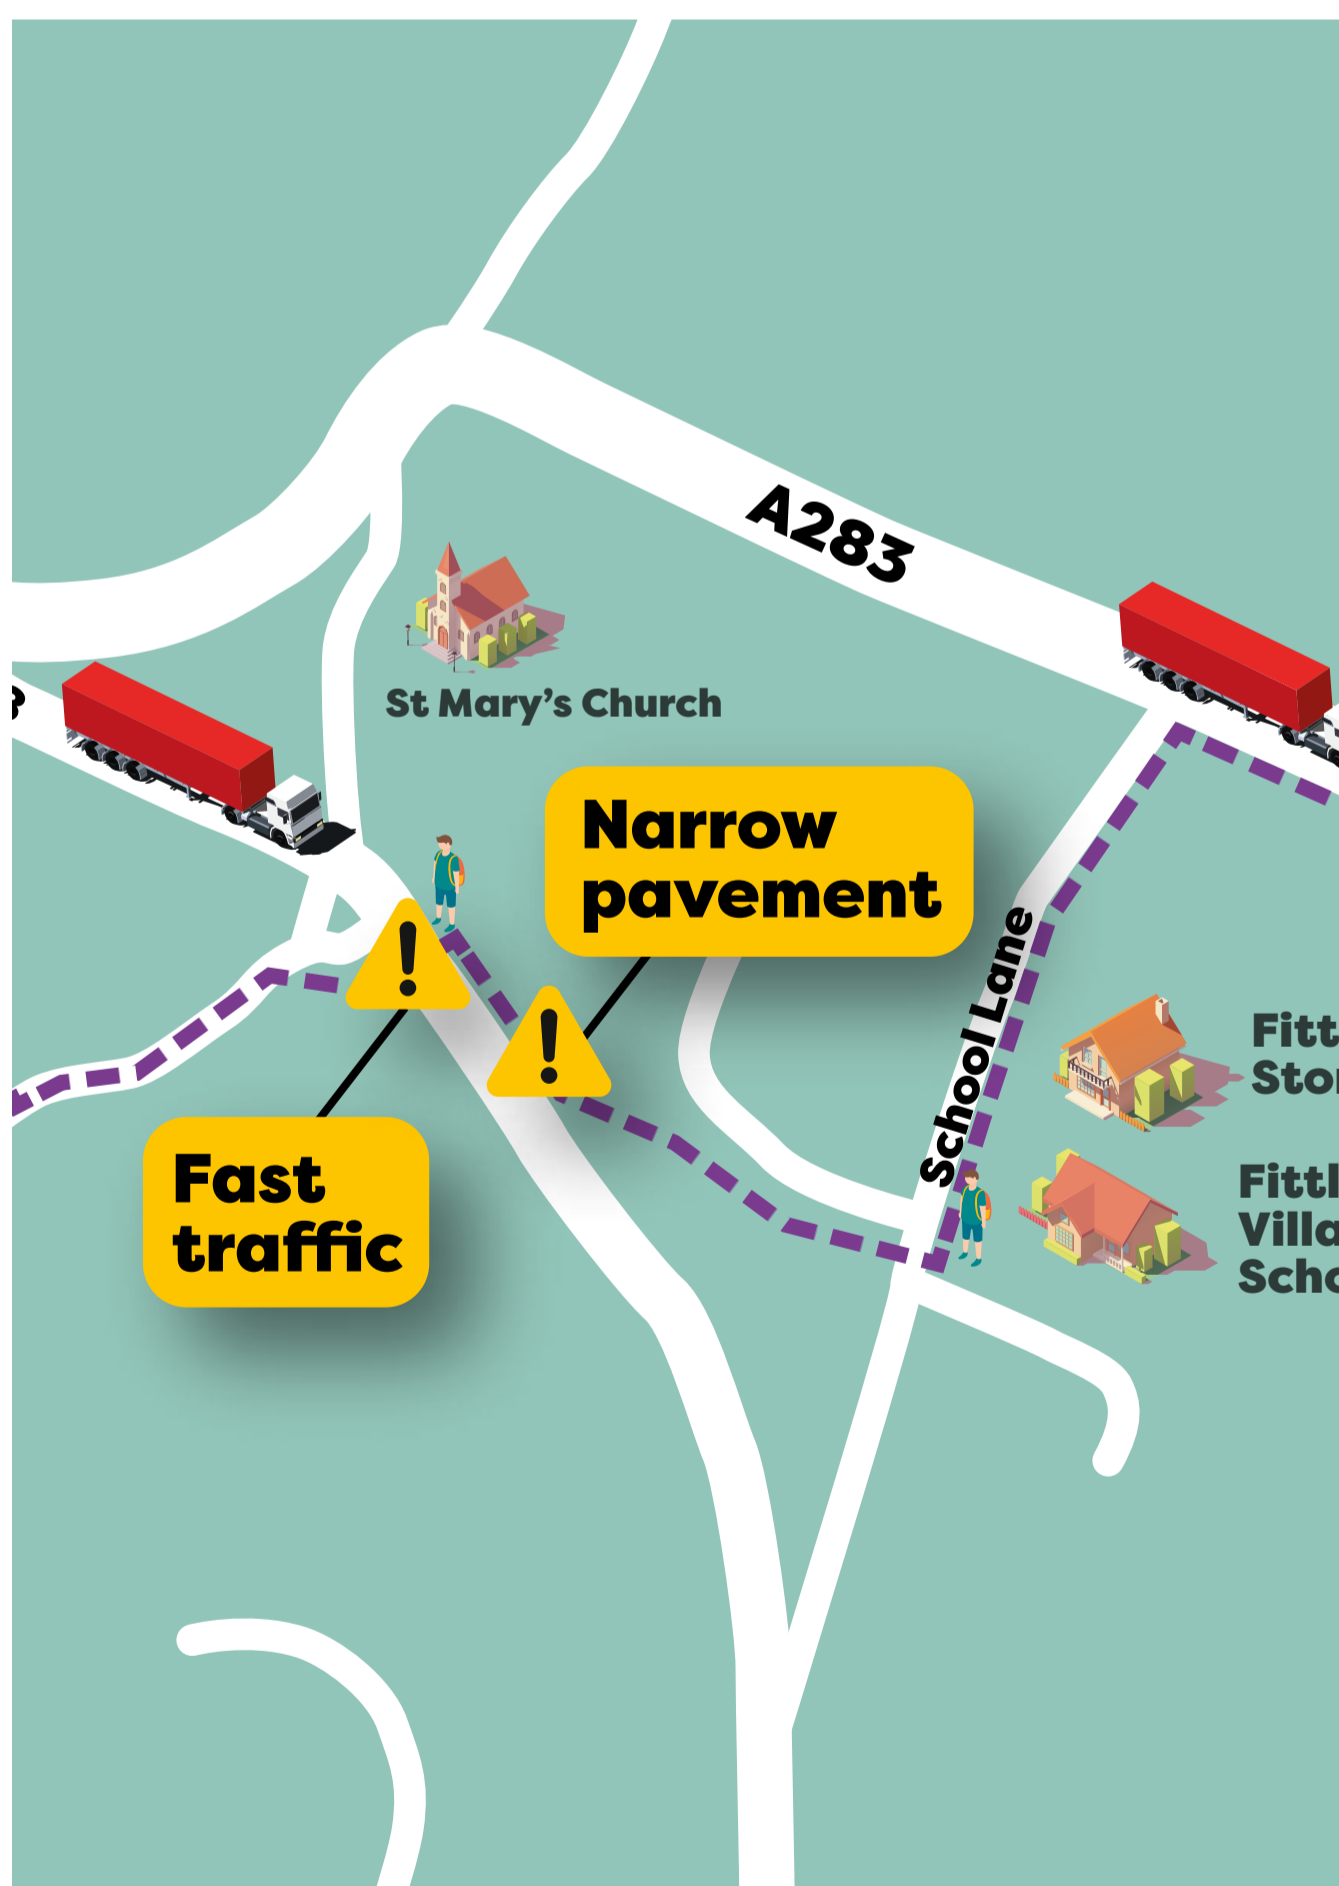 A283
St Mary's Church
Narrow
pavement
School Lane
Fast
traffic